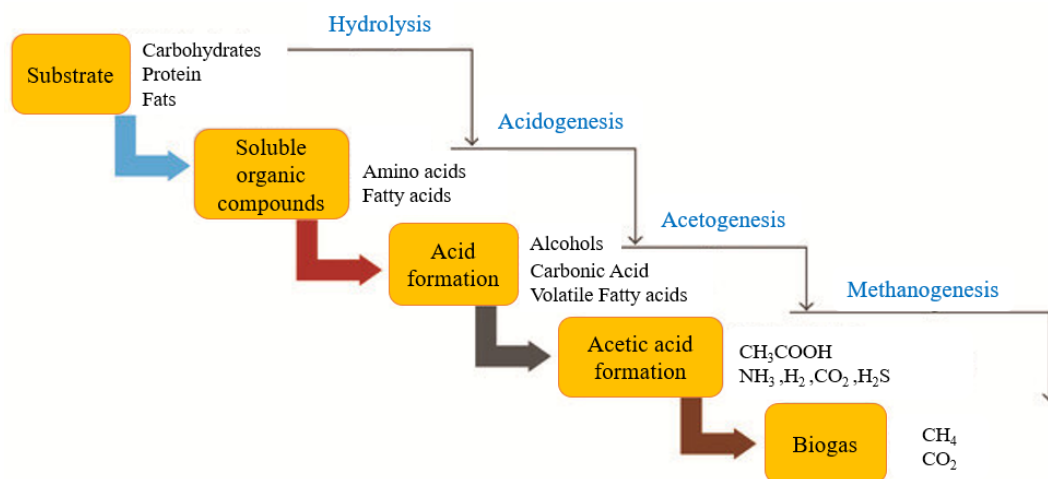 Hydrolysis
Substrate
Carbohydrates
Protein
Fats
Acidogenesis
Soluble
organic
compounds
Amino acids
Fatty acids
Acetogenesis
Acid
formation
Alcohols
Carbonic Acid
Volatile Fatty acids
Methanogenesis
Acetic acid
formation
CH₃COOH
NH₃ ,H₂ ,CO₂ ,H₂S
Biogas
CH₄
CO₂